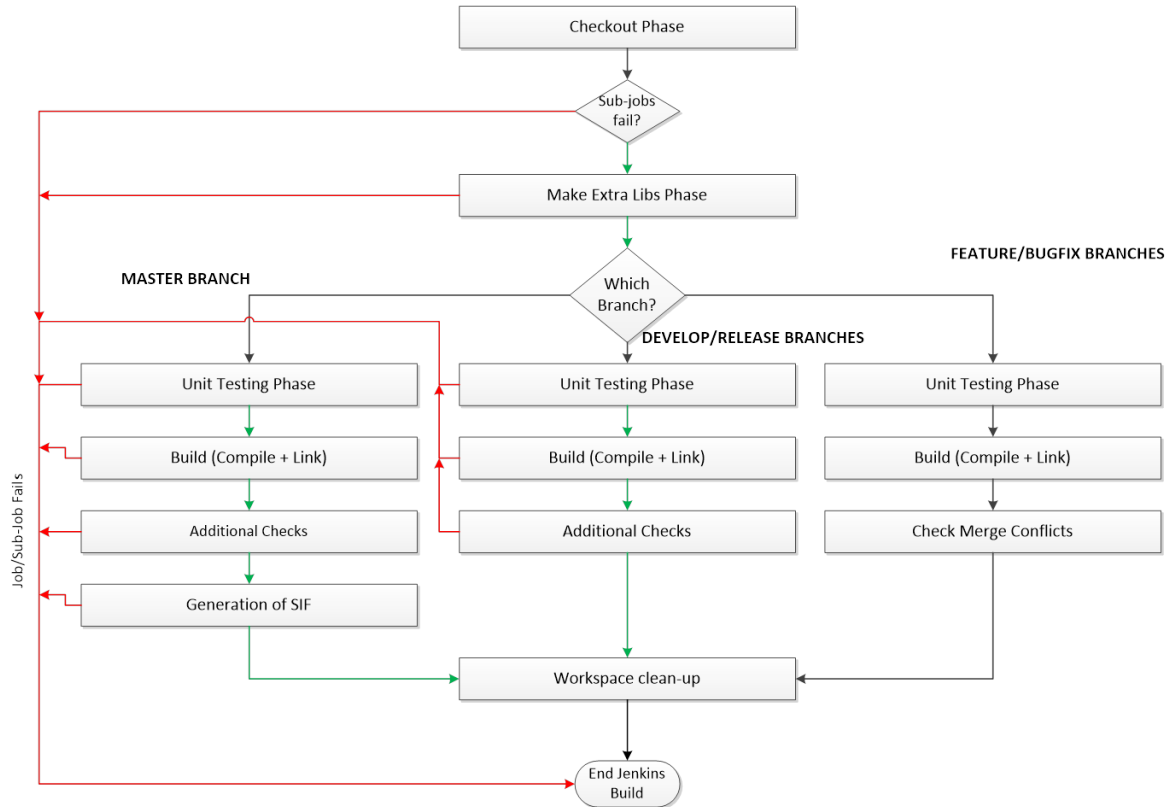 Checkout Phase
Sub-jobs
fail?
Make Extra Libs Phase
FEATURE/BUGFIX BRANCHES
MASTER BRANCH
Which
Branch?
DEVELOP/RELEASE BRANCHES
Unit Testing Phase
Unit Testing Phase
Unit Testing Phase
Build (Compile + Link)
Build (Compile + Link)
Build (Compile + Link)
Job/Sub-Job Fails
Additional Checks
Additional Checks
Check Merge Conflicts
Generation of SIF
Workspace clean-up
End Jenkins
Build